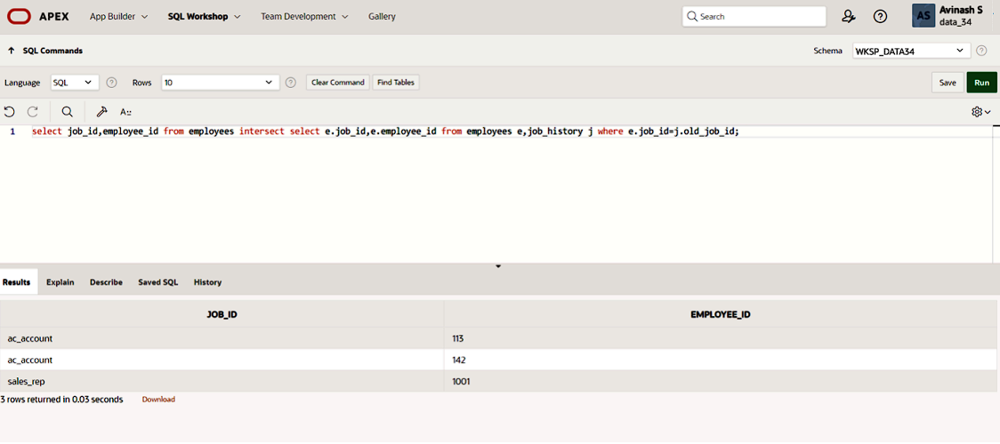 APEX App Builder SQL Workshop Team Development Gallery Search AS Avinash S
data_34
SQL Commands Schema WKSP_DATA34
Language SQL Rows 10 Clear Command Find Tables Save Run
A
1 select job_id,employee_id from employees intersect select e.job_id,e.employee_id from employees e,job_history j where e.job_id=j.old_job_id;
Results Explain Describe Saved SQL History
JOB_ID EMPLOYEE_ID
ac_account 113
ac_account 142
sales_rep 1001
3 rows returned in 0.03 seconds Download